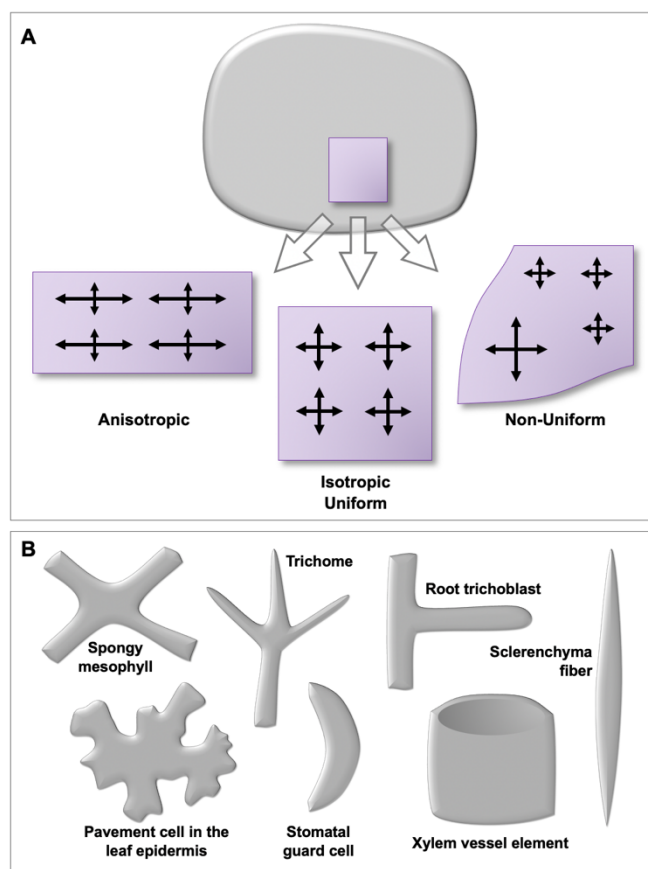 A
Anisotropic
Isotropic
Uniform
Non-Uniform
B
Spongy
mesophyll
Trichome
Root trichoblast
Sclerenchyma
fiber
Pavement cell in the
leaf epidermis
Stomatal
guard cell
Xylem vessel element